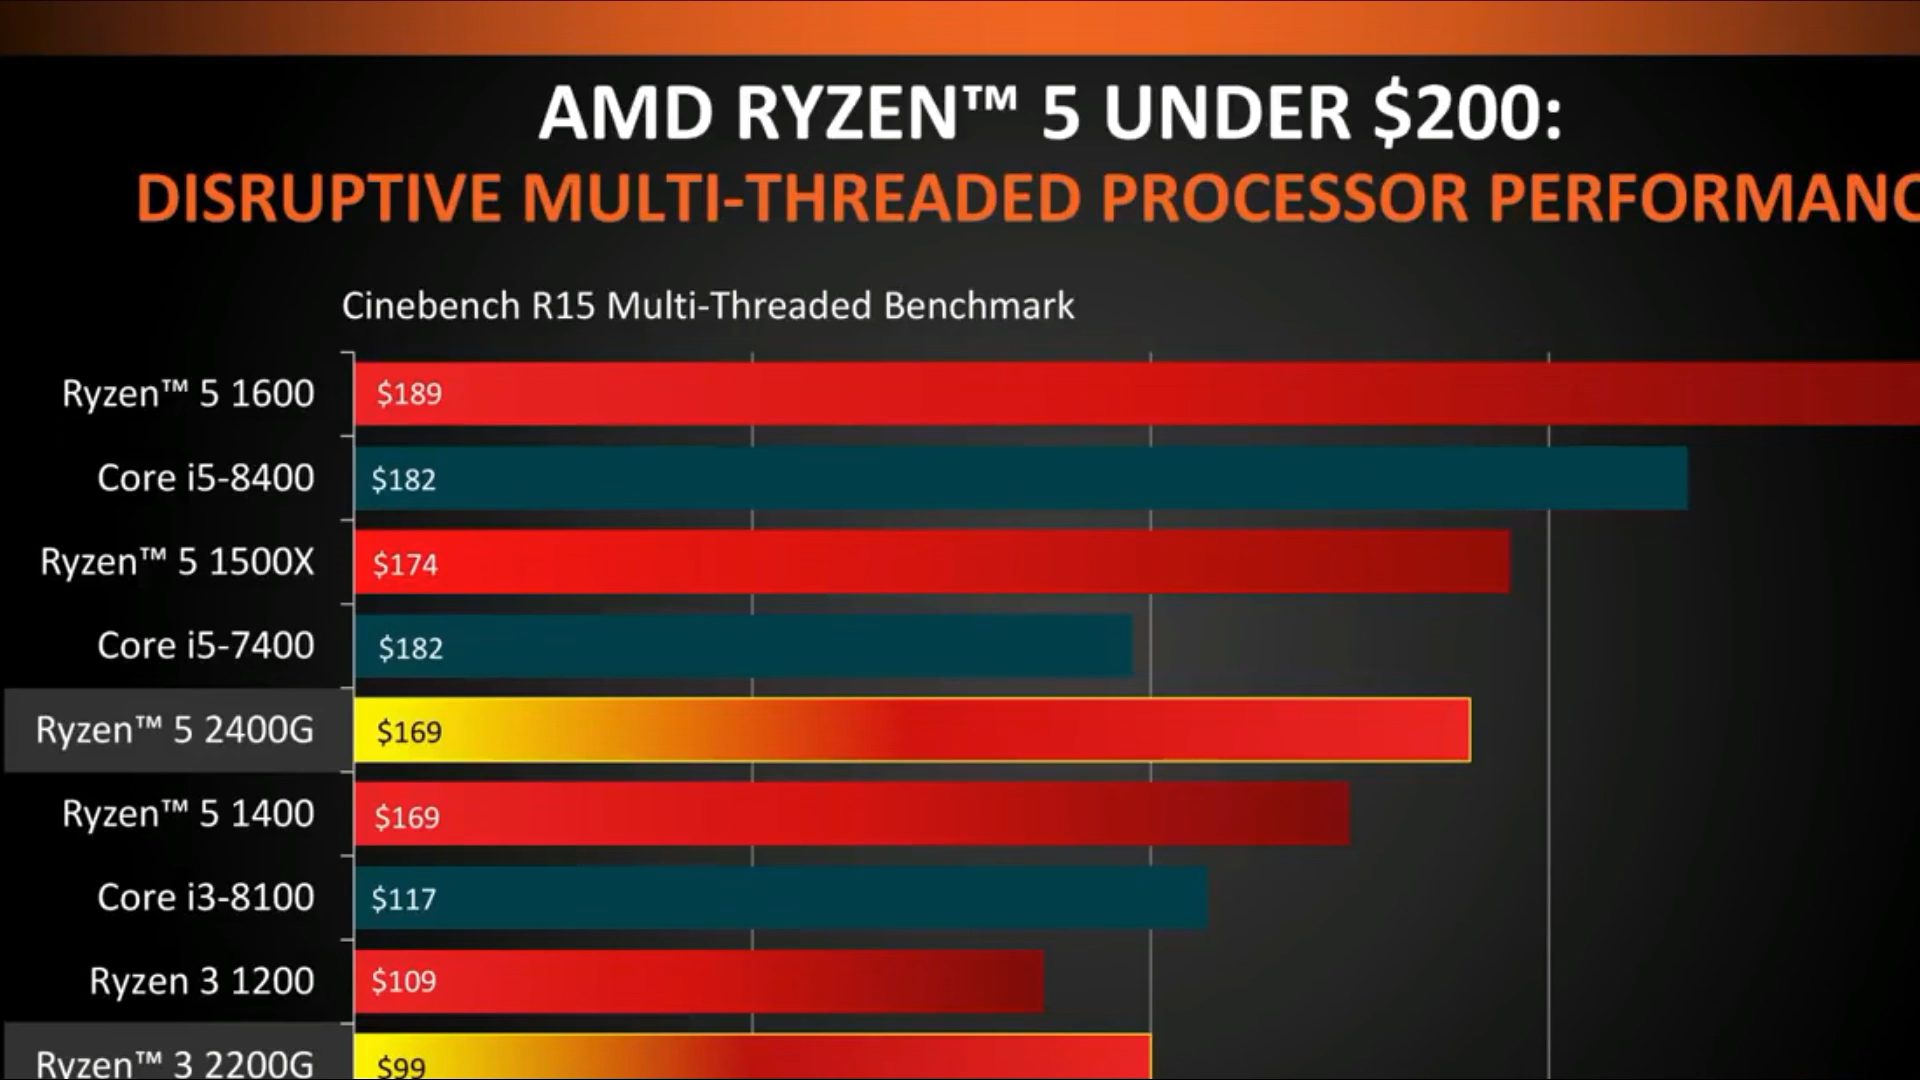 AMD RYZEN™ 5 UNDER $200:
DISRUPTIVE MULTI-THREADED PROCESSOR PERFORMANC
Cinebench R15 Multi-Threaded Benchmark
Ryzen™ 5 1600 $189
Core i5-8400 $182
Ryzen™ 5 1500X $174
Core i5-7400 $182
Ryzen™ 5 2400G $169
Ryzen™ 5 1400 $169
Core i3-8100 $117
Ryzen 3 1200 $109
Ryzen™ 3 2200G $99